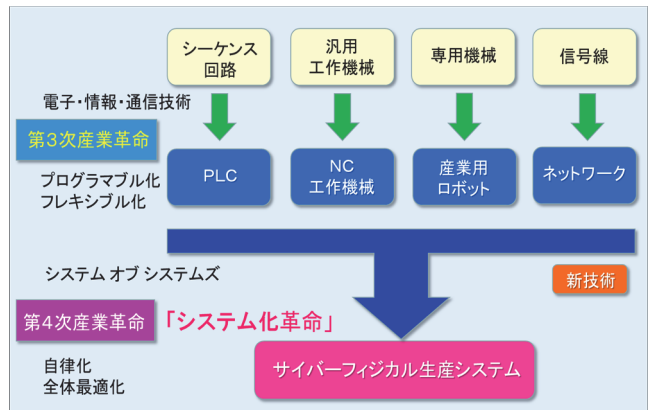 シーケンス
回路
汎用
工作機械
専用機械
信号線
電子・情報・通信技術
第3次産業革命
プログラマブル化
フレキシブル化
PLC
NC
工作機械
産業用
ロボット
ネットワーク
システム オブ システムズ
新技術
第4次産業革命
「システム化革命」
自律化
全体最適化
サイバーフィジカル生産システム